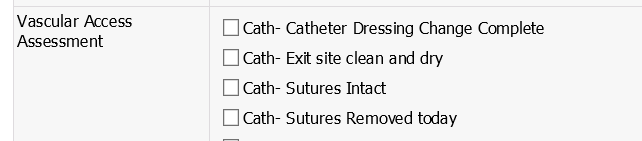 Vascular Access
Assessment
Cath- Catheter Dressing Change Complete
Cath- Exit site clean and dry
Cath- Sutures Intact
Cath- Sutures Removed today